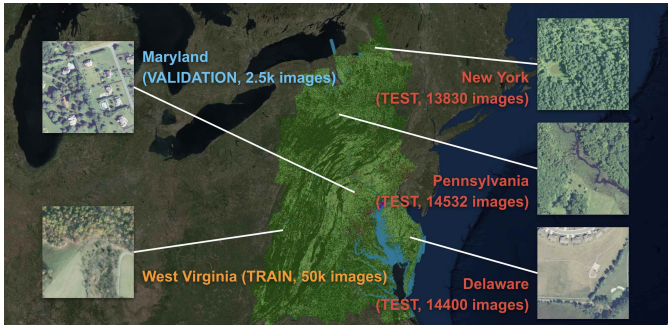 Maryland
(VALIDATION, 2.5k images)
New York
(TEST, 13830 images)
Pennsylvania
(TEST, 14532 images)
West Virginia (TRAIN, 50k images)
Delaware
(TEST, 14400 images)